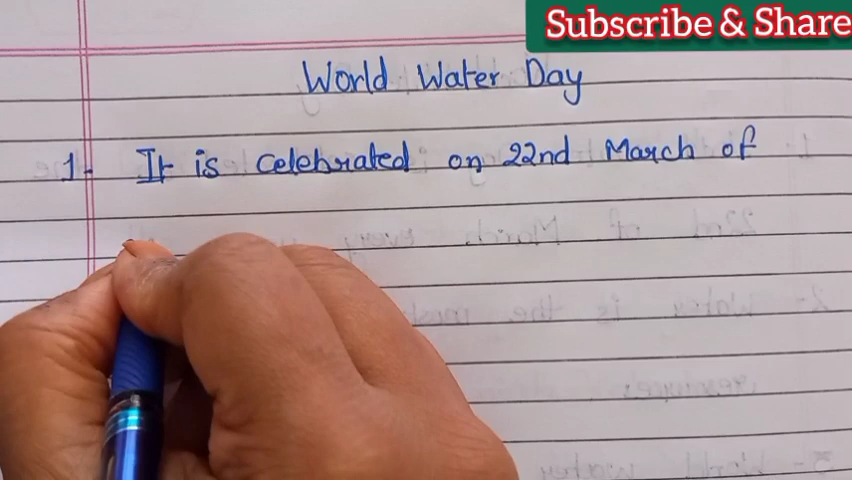 Subscribe & Share
World Water Day
1- It is celebrated on 22nd March of